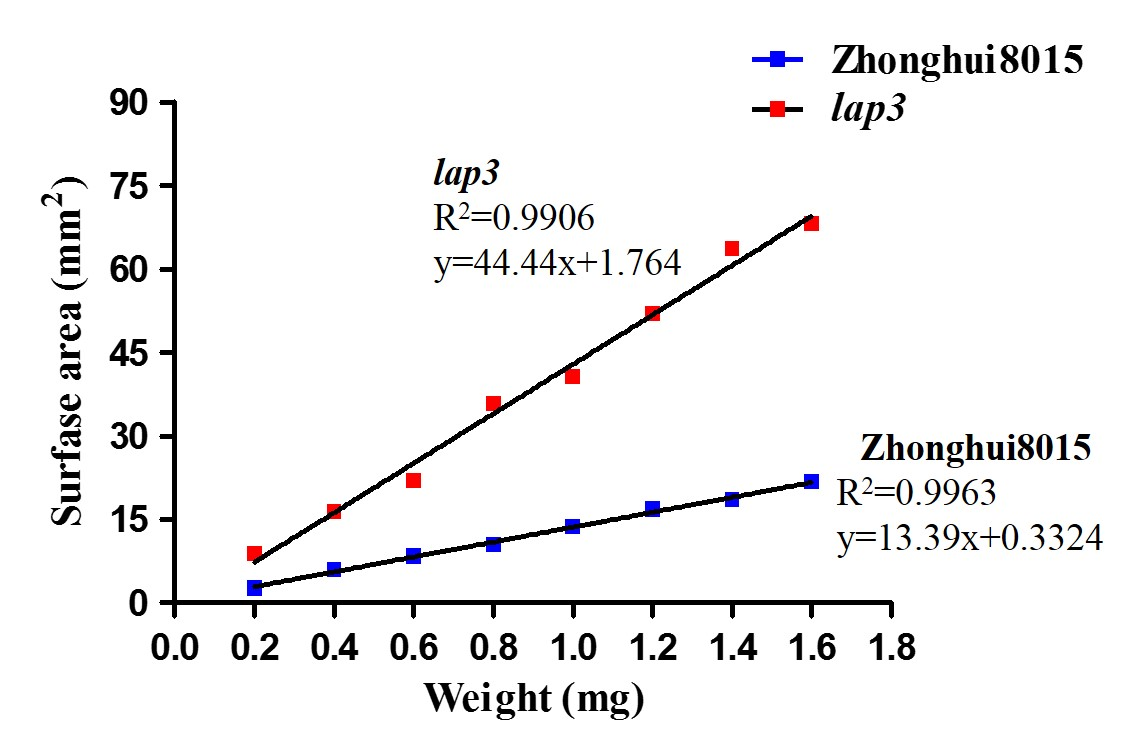 Zhonghui8015
lap3
90
75
60
45
30
15
0
Surfase area (mm²)
lap3
R²=0.9906
y=44.44x+1.764
Zhonghui8015
R²=0.9963
y=13.39x+0.3324
0.0 0.2 0.4 0.6 0.8 1.0 1.2 1.4 1.6 1.8
Weight (mg)